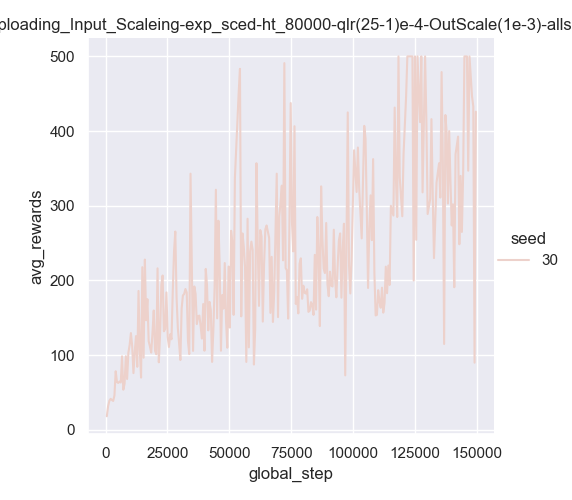 ploading_Input_Scaleing-exp_sced-ht_80000-qlr(25-1)e-4-OutScale(1e-3)-alls
500
400
300
200
100
0
avg_rewards
0 25000 50000 75000 100000 125000 150000
global_step
seed
30